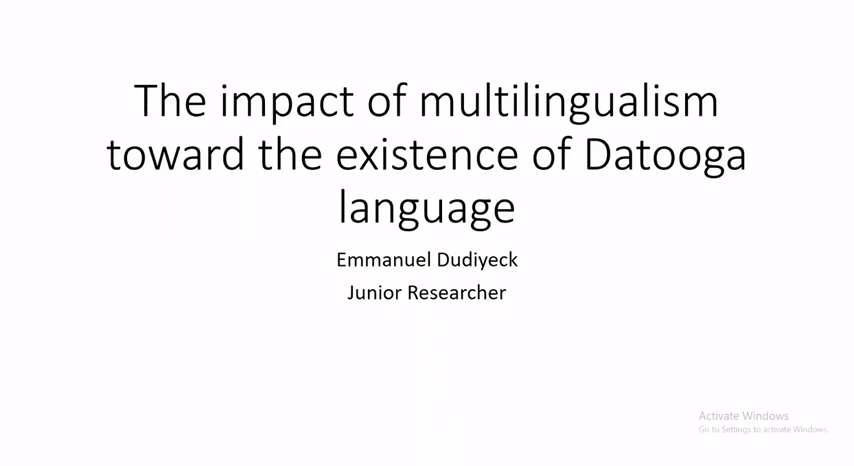 The impact of multilingualism
toward the existence of Datooga
language
Emmanuel Dudiyeck
Junior Researcher
Activate Windows
Go to Settings to activate Windows.